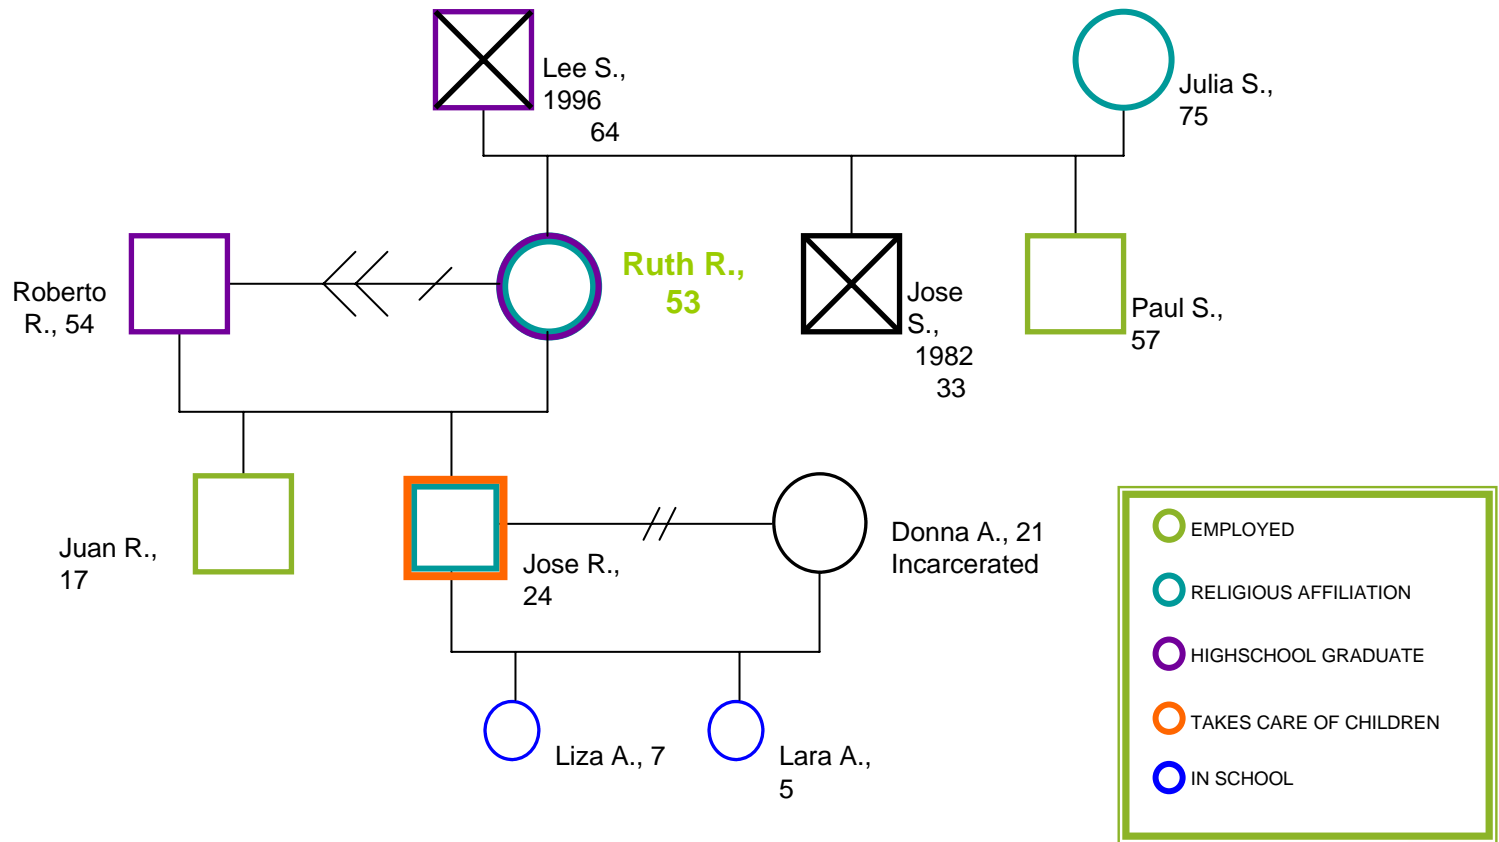 Lee S.,
1996
64
Julia S.,
75
Roberto
R., 54
Ruth R.,
53
Jose
S.,
1982
33
Paul S.,
57
Juan R.,
17
Jose R.,
24
Donna A., 21
Incarcerated
Liza A., 7
Lara A.,
5
EMPLOYED
RELIGIOUS AFFILIATION
HIGHSCHOOL GRADUATE
TAKES CARE OF CHILDREN
IN SCHOOL